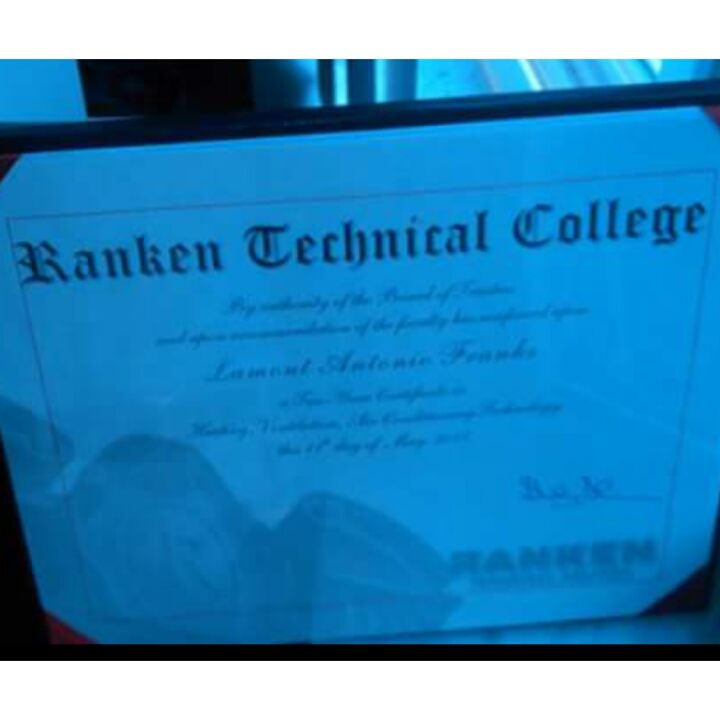 Ranken Technical College
By authority of the Board of Trustees
and upon recommendation of the faculty has conferred upon
Lamont Antonio Franks
a Two-Year Certificate in
Heating, Ventilation, Air Conditioning Technology
this day of May
RANKEN